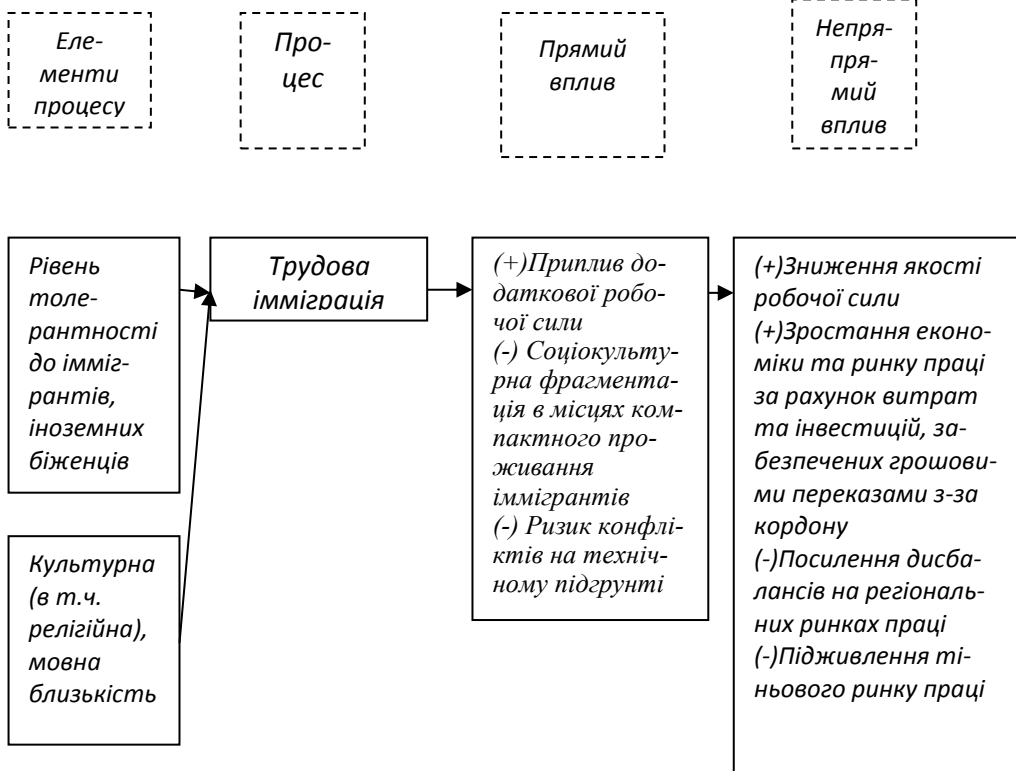 Еле-
менти
процесу
Про-
цес
Прямий
вплив
Непря-
пря-
мий
вплив
Рівень
толе-
рантності
до імміг-
рантів,
іноземних
біженців
Культурна
(в т.ч.
релігійна),
мовна
близькість
Трудова
імміграція
(+)Приплив до-
даткової робо-
чої сили
(-) Соціокульту-
рна фрагмента-
ція в місцях ком-
пактного про-
живання
іммігрантів
(-) Ризик конфлі-
ктів на техніч-
ному підгрунті
(+)Зниження якості
робочої сили
(+)Зростання еконо-
міки та ринку праці
за рахунок витрат
та інвестицій, за-
безпечених грошови-
ми переказами з-за
кордону
(-)Посилення дисба-
лансів на регіональ-
них ринках праці
(-)Підживлення ті-
ньового ринку праці